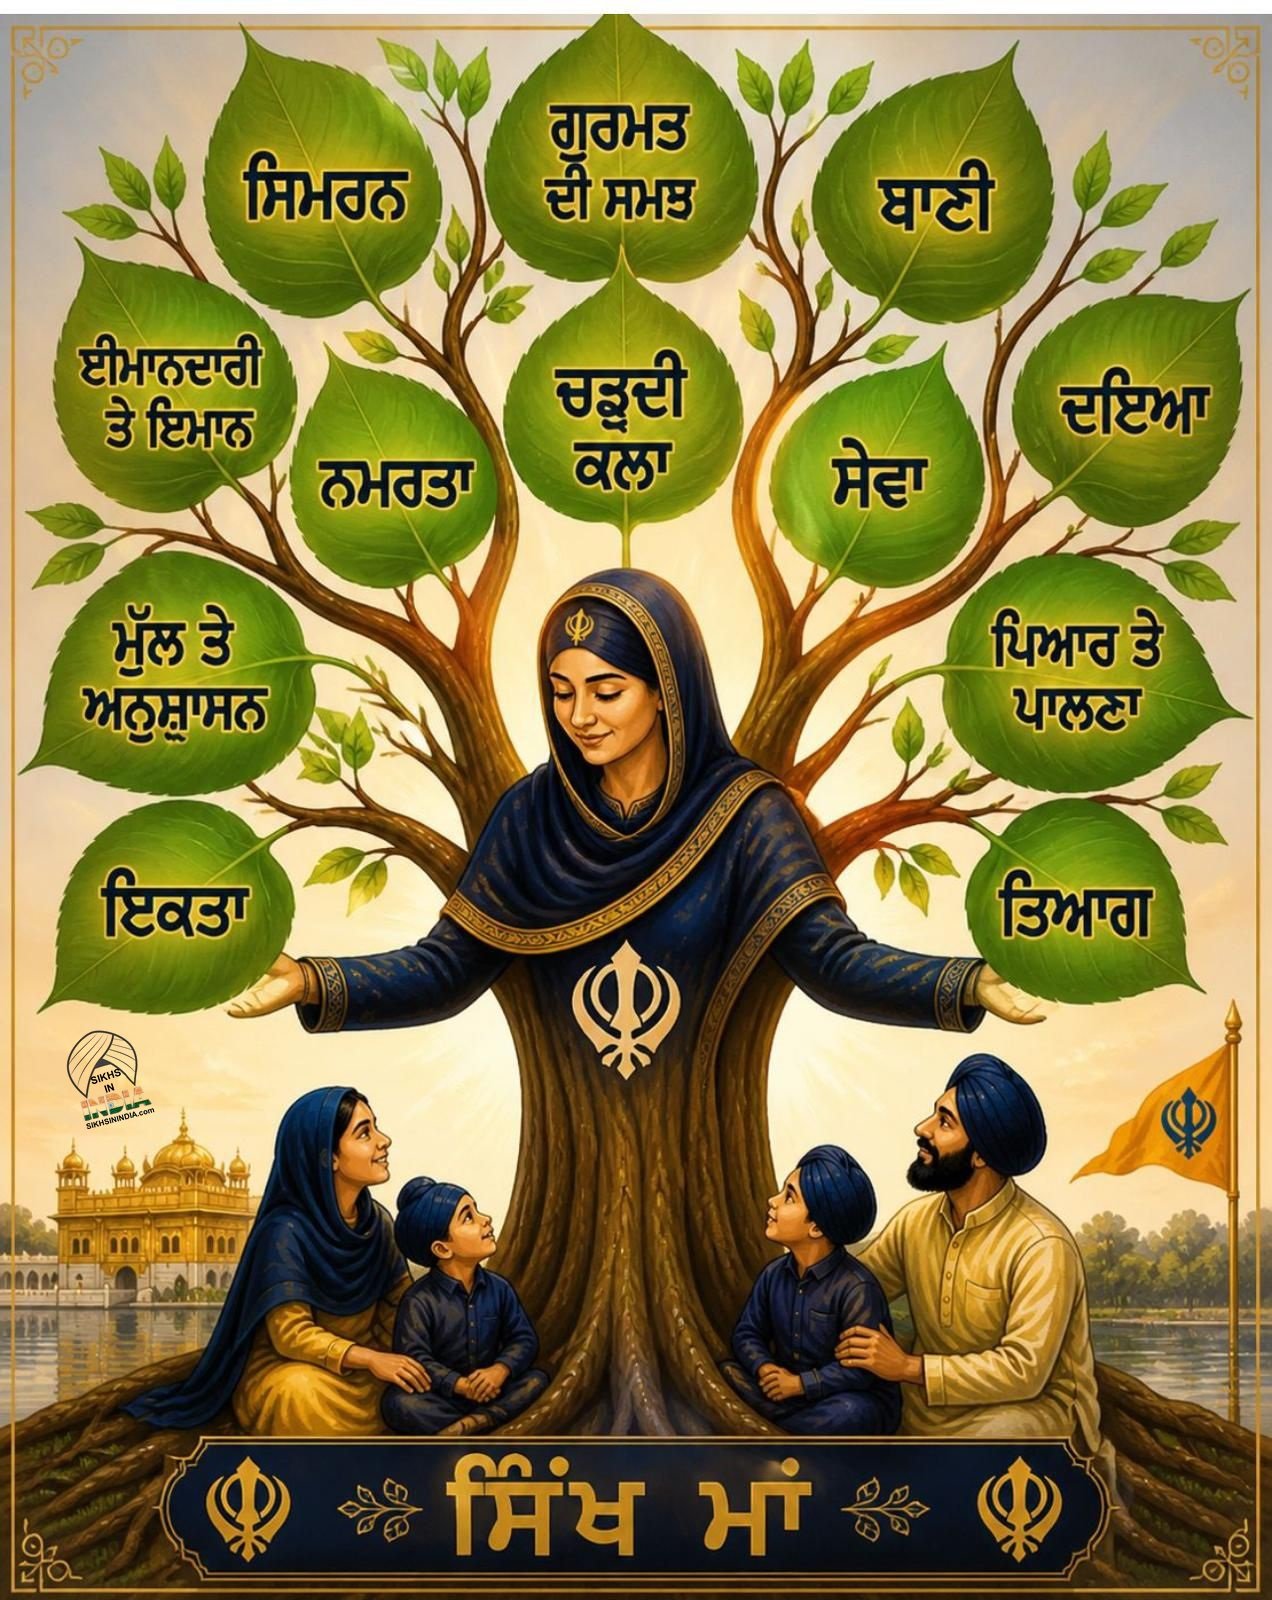 ਗੁਰਮਤ
ਦੀ ਸਮਝ
ਸਿਮਰਨ
ਬਾਣੀ
ਈਮਾਨਦਾਰੀ
ਤੇ ਇਮਾਨ
ਨਮਰਤਾ
ਚੜ੍ਹਦੀ
ਕਲਾ
ਸੇਵਾ
ਦਇਆ
ਮੁੱਲ ਤੇ
ਅਨੁਸ਼ਾਸਨ
ਪਿਆਰ ਤੇ
ਪਾਲਣਾ
ਇਕਤਾ
ਤਿਆਗ
SIKHS
IN
INDIA
SIKHSININDIA.com
ਸਿੱਖ ਮਾਂ